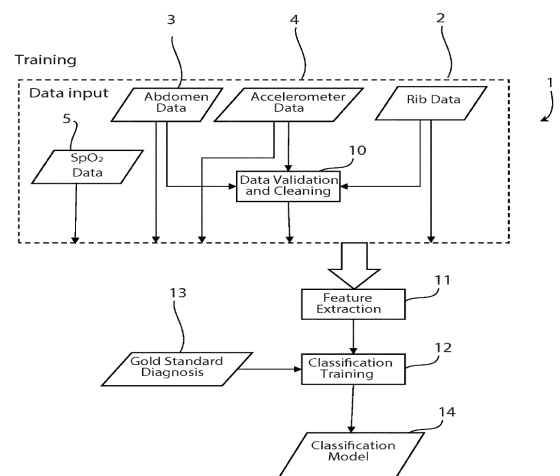 3
4
2
Training
1
Data input
Abdomen
Data
Accelerometer
Data
Rib Data
5
10
SpO₂
Data
Data Validation
and Cleaning
11
13
Feature
Extraction
12
Gold Standard
Diagnosis
Classification
Training
14
Classification
Model